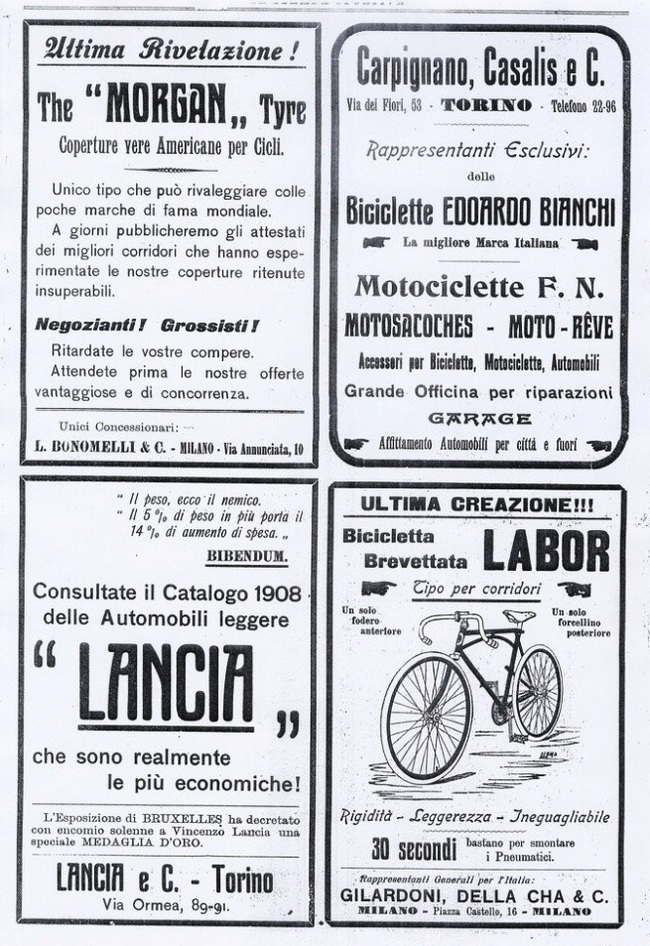 Ultima Rivelazione!
The "MORGAN„ Tyre
Coperture vere Americane per Cicli.
Unico tipo che può rivaleggiare colle
poche marche di fama mondiale.
A giorni pubblicheremo gli attestati
dei migliori corridori che hanno espe-
rimentate le nostre coperture ritenute
insuperabili.
Negozianti! Grossisti!
Ritardate le vostre compere.
Attendete prima le nostre offerte
vantaggiose e di concorrenza.
Unici Concessionari:
L. BONOMELLI & C. - MILANO - Via Annunciata, 10
Carpignano, Casalis e C.
Via dei Fiori, 53 - TORINO - Telefono 22-96
Rappresentanti Esclusivi:
delle
Biciclette EDOARDO BIANCHI
La migliore Marca Italiana
Motociclette F. N.
MOTOSACOCHES - MOTO-RÊVE
Accessori per Biciclette, Motociclette, Automobili
Grande Officina per riparazioni
GARAGE
Affittamento Automobili per città e fuori
" Il peso, ecco il nemico.
" Il 5 % di peso in più porta il
14 % di aumento di spesa. „
BIBENDUM.
Consultate il Catalogo 1908
delle Automobili leggere
" LANCIA „
che sono realmente
le più economiche!
L'Esposizione di BRUXELLES ha decretato
con encomio solenne a Vincenzo Lancia una
speciale MEDAGLIA D'ORO.
LANCIA e C. - Torino
Via Ormea, 89-91.
ULTIMA CREAZIONE!!!
Bicicletta
Brevettata LABOR
Tipo per corridori
Un solo
fodero
anteriore
Un solo
forcellino
posteriore
Rigidità - Leggerezza - Ineguagliabile
30 secondi bastano per smontare
i Pneumatici.
Rappresentanti Generali per l'Italia:
GILARDONI, DELLA CHA & C.
MILANO - Piazza Castello, 16 - MILANO